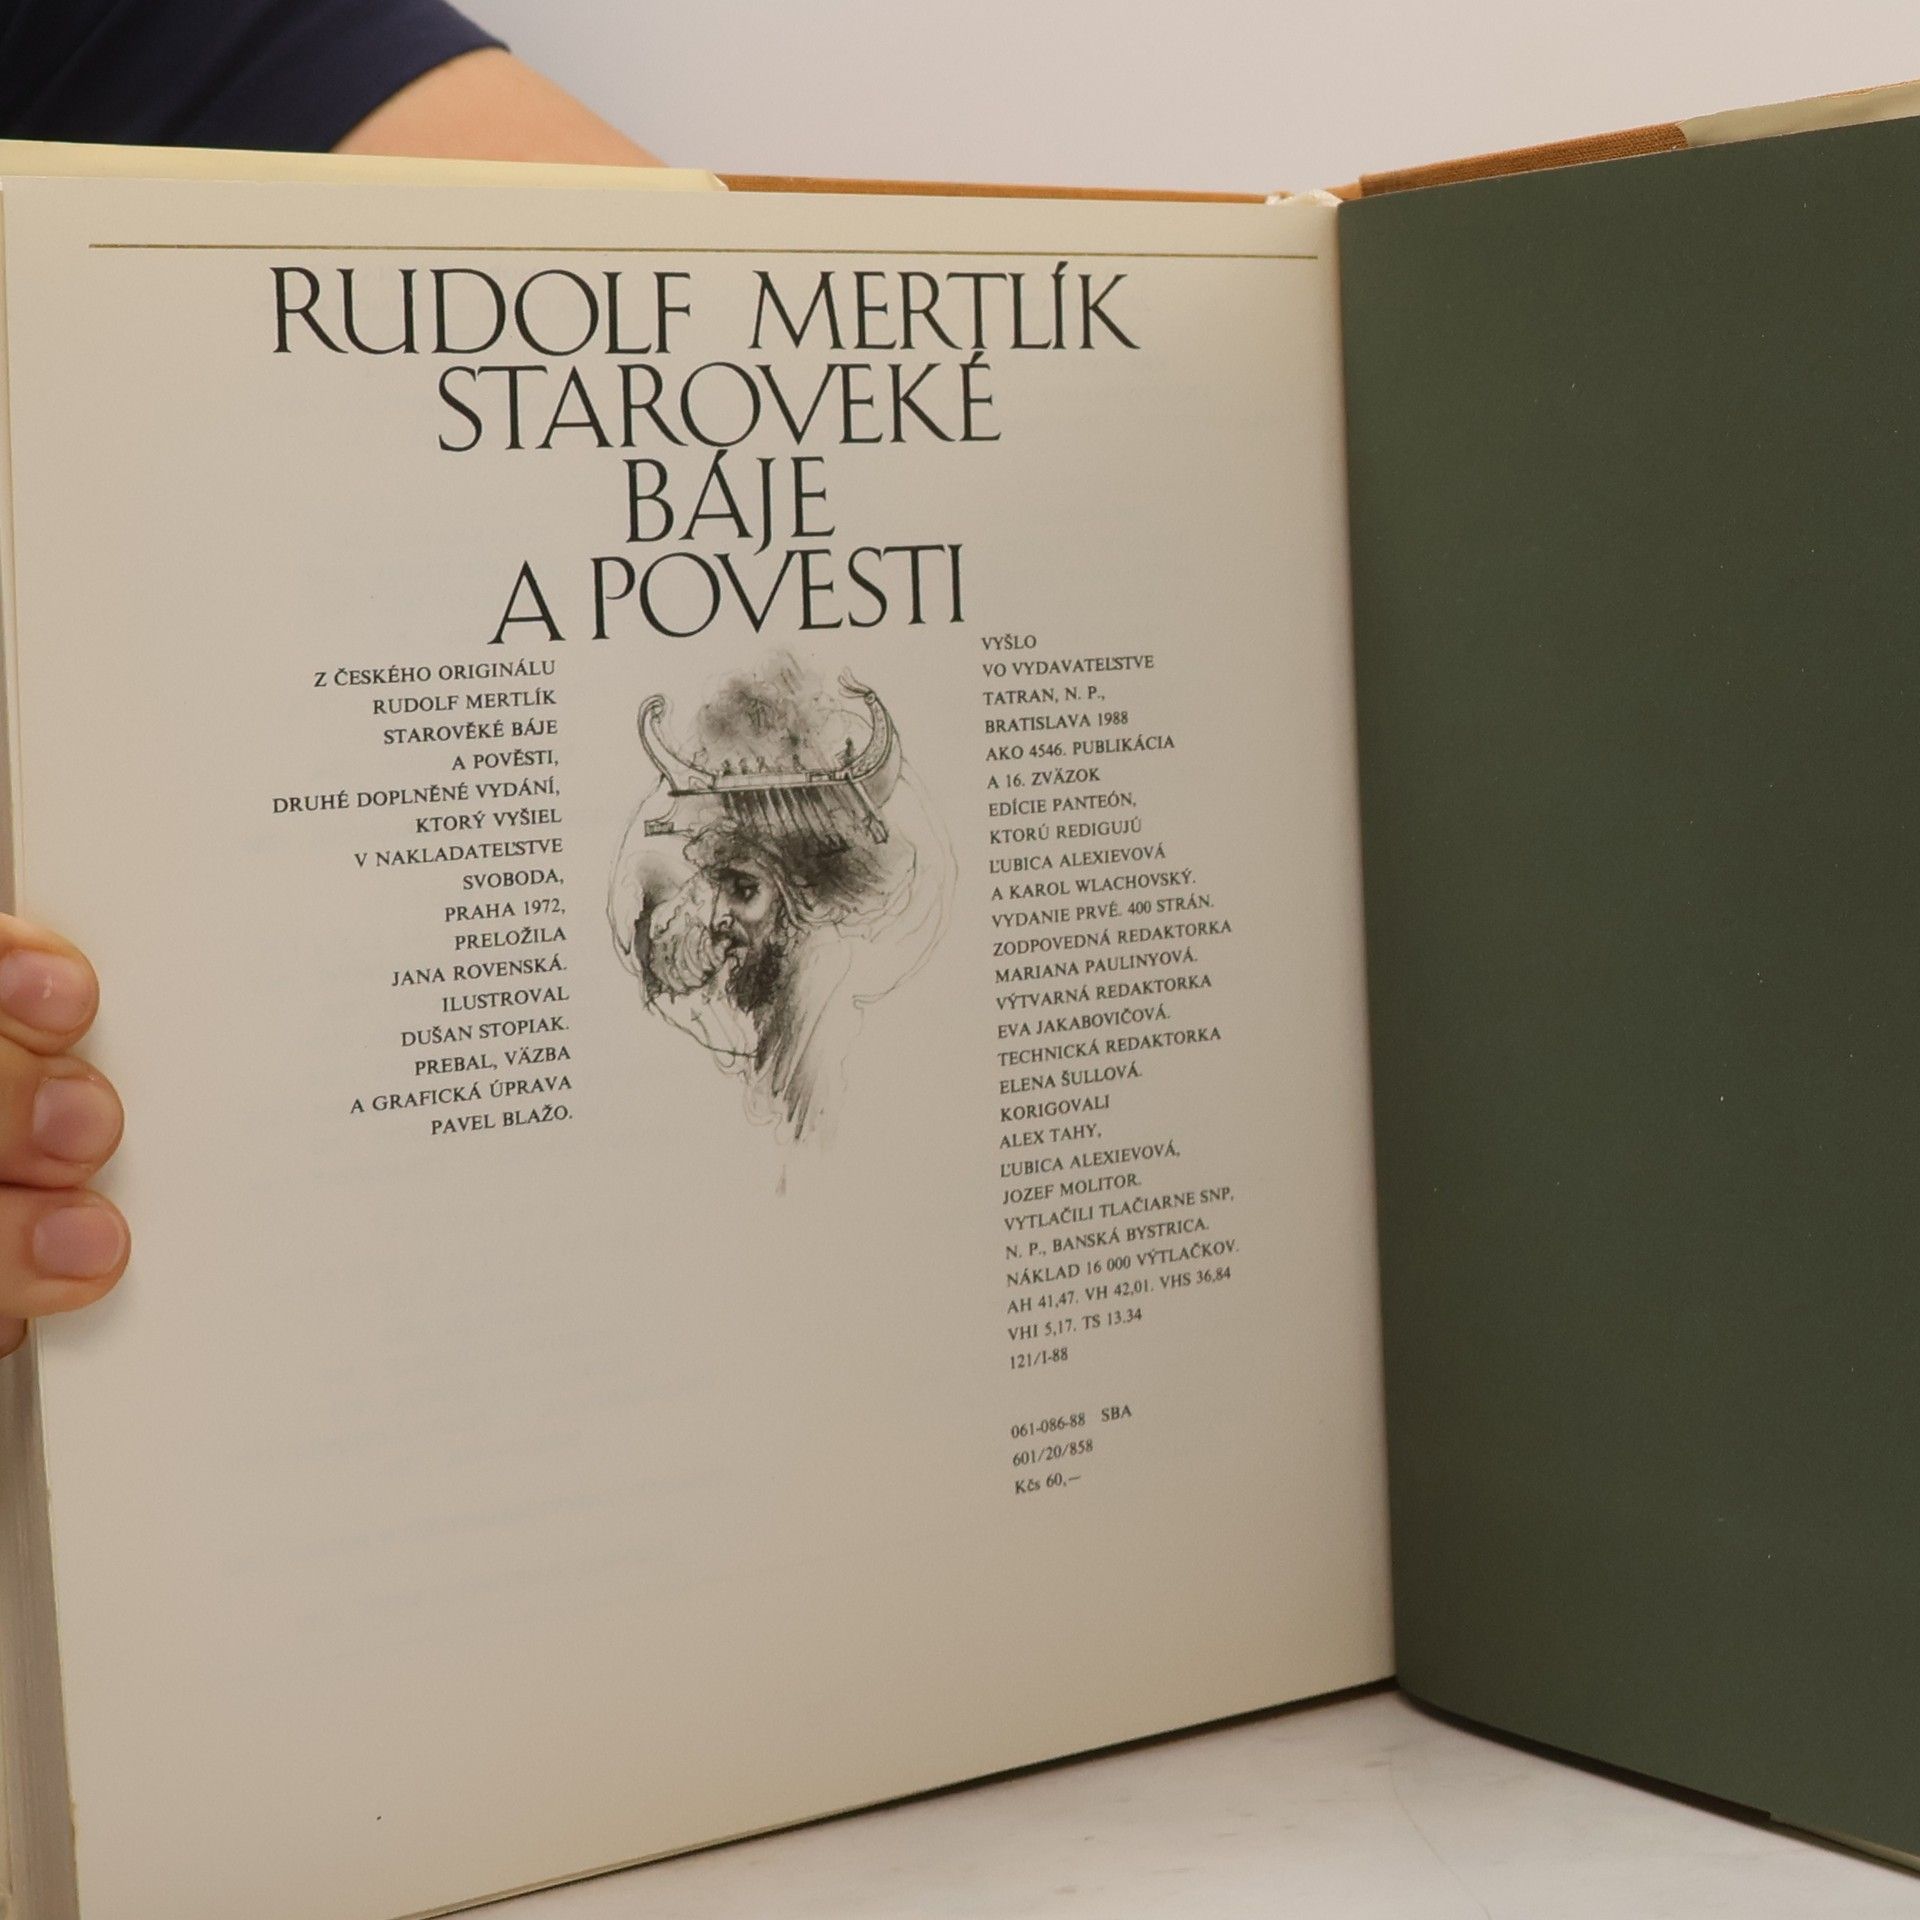 RUDOLF MERTLÍK
STAROVEKÉ
BÁJE
A POVESTI
Z ČESKÉHO ORIGINÁLU
RUDOLF MERTLÍK
STAROVĚKÉ BÁJE
A POVĚSTI,
DRUHÉ DOPLNĚNÉ VYDÁNÍ,
KTORÝ VYŠIEL
V NAKLADATEĽSTVE
SVOBODA,
PRAHA 1972,
PRELOŽILA
JANA ROVENSKÁ.
ILUSTROVAL
DUŠAN STOPIAK.
PREBAL, VÄZBA
A GRAFICKÁ ÚPRAVA
PAVEL BLAŽO.
VYŠLO
VO VYDAVATEĽSTVE
TATRAN, N. P.,
BRATISLAVA 1988
AKO 4546. PUBLIKÁCIA
A 16. ZVÄZOK
EDÍCIE PANTEÓN,
KTORÚ REDIGUJÚ
ĽUBICA ALEXIEVOVÁ
A KAROL WLACHOVSKÝ.
VYDANIE PRVÉ. 400 STRÁN.
ZODPOVEDNÁ REDAKTORKA
MARIANA PAULINYOVÁ.
VÝTVARNÁ REDAKTORKA
EVA JAKABOVIČOVÁ.
TECHNICKÁ REDAKTORKA
ELENA ŠULLOVÁ.
KORIGOVALI
ALEX TAHY,
ĽUBICA ALEXIEVOVÁ,
JOZEF MOLITOR.
VYTLAČILI TLAČIARNE SNP,
N. P., BANSKÁ BYSTRICA.
NÁKLAD 16 000 VÝTLAČKOV.
AH 41,47. VH 42,01. VHS 36,84
VHI 5,17. TS 13.34
121/I-88
061-086-88 SBA
601/20/858
Kčs 60,—